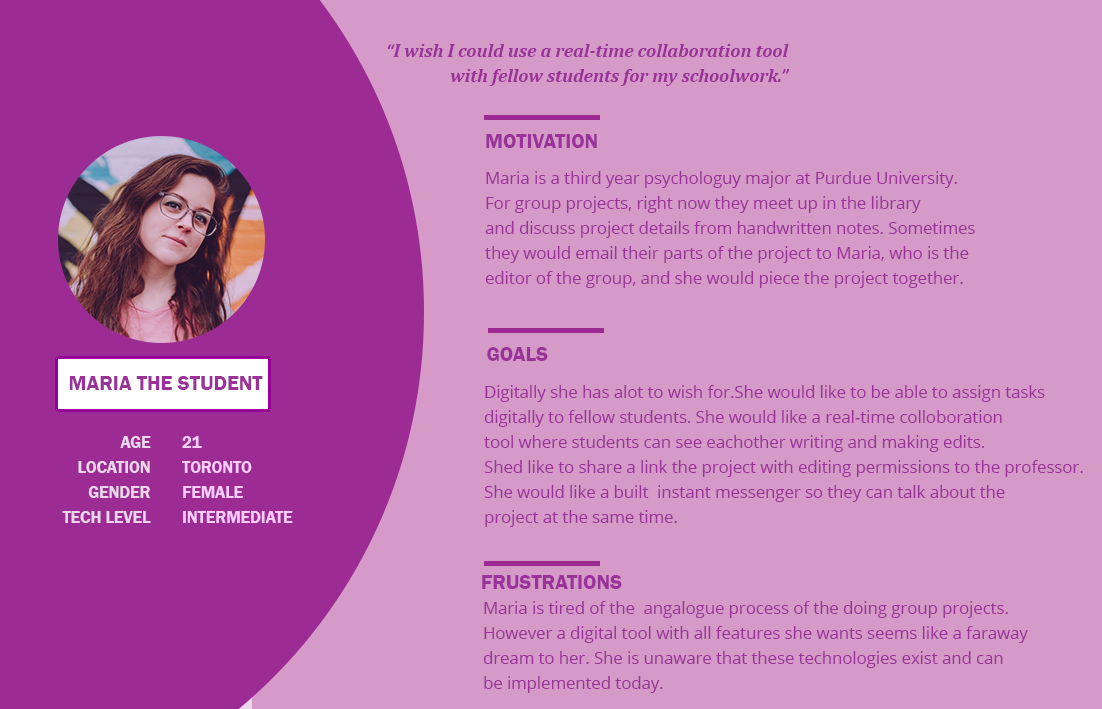 “I wish I could use a real-time collaboration tool
with fellow students for my schoolwork.”
MOTIVATION
Maria is a third year psychologuy major at Purdue University.
For group projects, right now they meet up in the library
and discuss project details from handwritten notes. Sometimes
they would email their parts of the project to Maria, who is the
editor of the group, and she would piece the project together.
MARIA THE STUDENT
AGE 21
LOCATION TORONTO
GENDER FEMALE
TECH LEVEL INTERMEDIATE
GOALS
Digitally she has alot to wish for.She would like to be able to assign tasks
digitally to fellow students. She would like a real-time colloboration
tool where students can see eachother writing and making edits.
Shed like to share a link the project with editing permissions to the professor.
She would like a built  instant messenger so they can talk about the
project at the same time.
FRUSTRATIONS
Maria is tired of the  angalogue process of the doing group projects.
However a digital tool with all features she wants seems like a faraway
dream to her. She is unaware that these technologies exist and can
be implemented today.